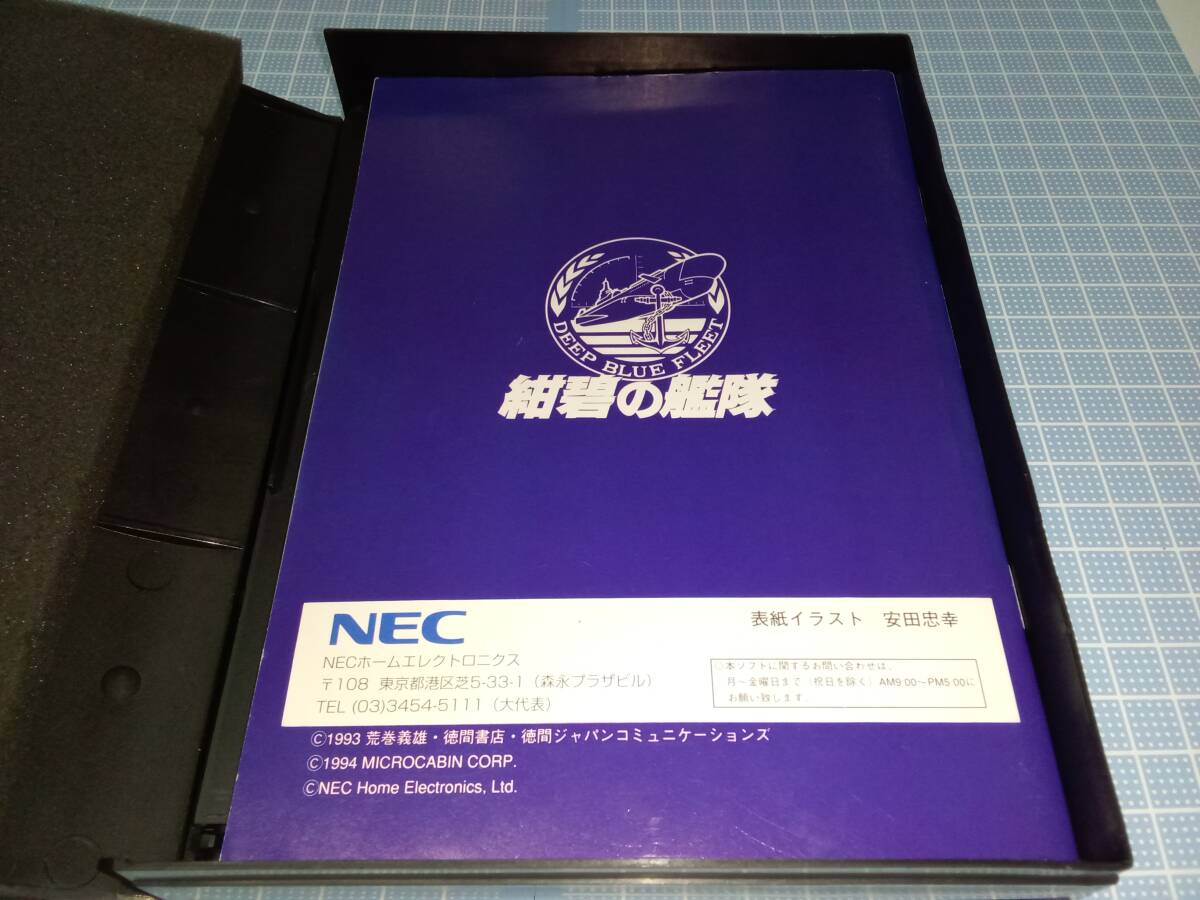 DEEP BLUE FLEET
紺碧の艦隊
NEC
表紙イラスト 安田忠幸
NECホームエレクトロニクス
〒108 東京都港区芝5-33-1（森永プラザビル）
TEL (03)3454-5111（大代表）
○本ソフトに関するお問い合わせは、
月～金曜日まで（祝日を除く）AM9:00～PM5:00に
お願い致します。
©1993 荒巻義雄・徳間書店・徳間ジャパンコミュニケーションズ
©1994 MICROCABIN CORP.
©NEC Home Electronics, Ltd.